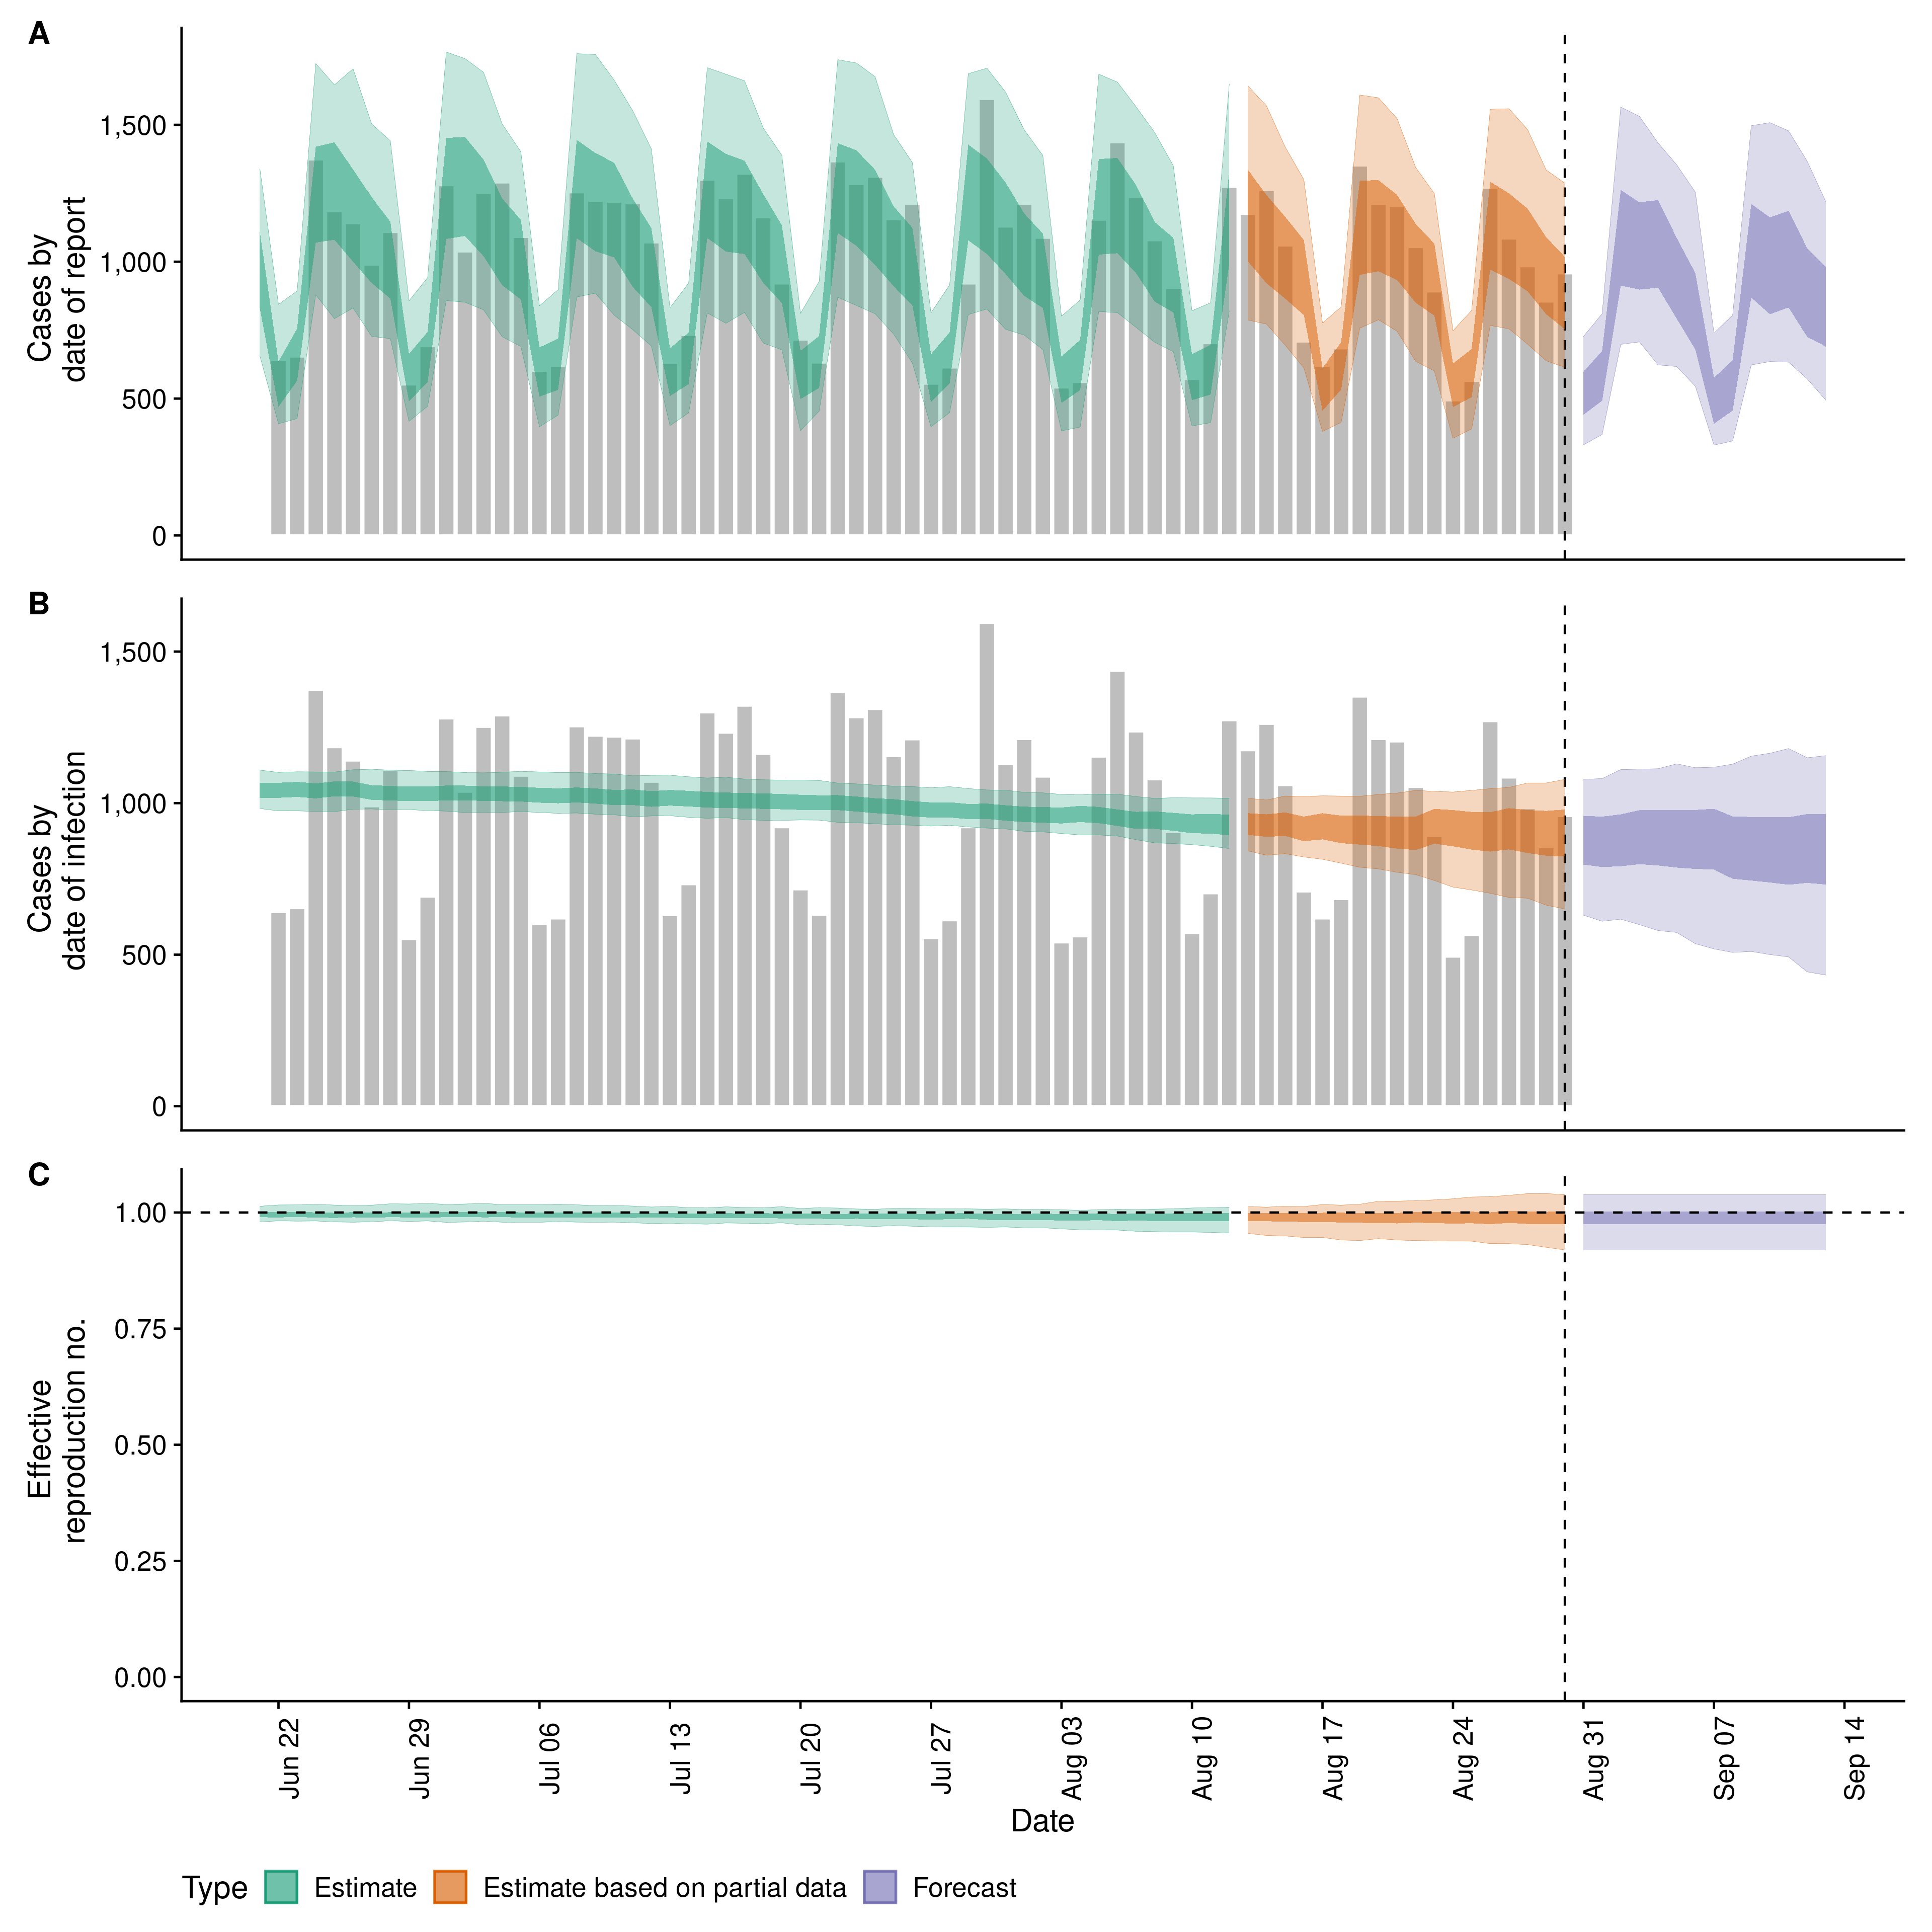 A
Cases by
date of report
1,500
1,000
500
0
B
Cases by
date of infection
1,500
1,000
500
0
C
Effective
reproduction no.
1.00
0.75
0.50
0.25
0.00
Jun 22
Jun 29
Jul 06
Jul 13
Jul 20
Jul 27
Aug 03
Aug 10
Aug 17
Aug 24
Aug 31
Sep 07
Sep 14
Date
Type Estimate Estimate based on partial data Forecast